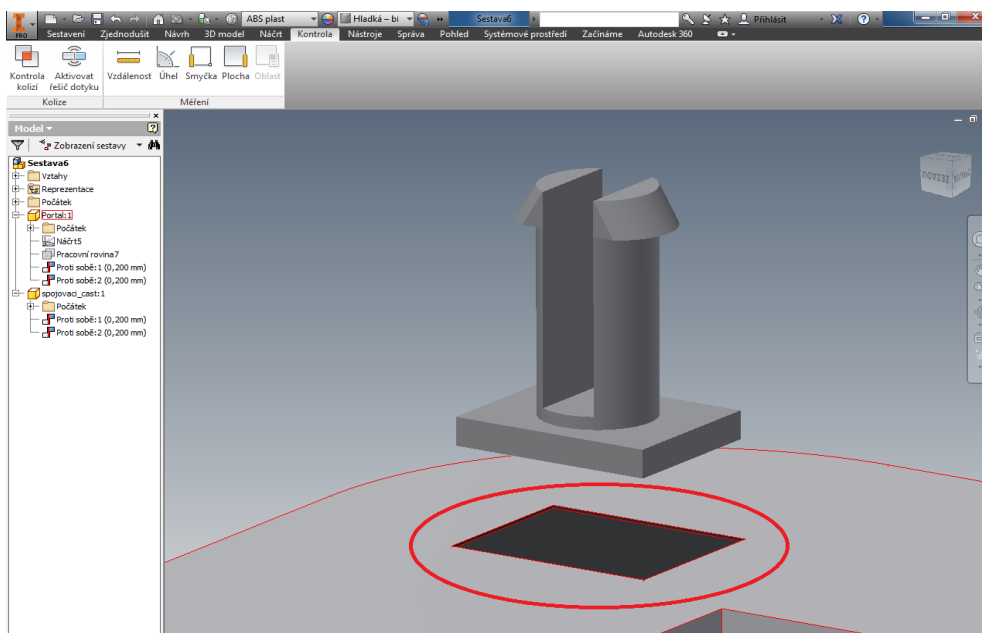 ABS plast Hladká – bi Sestava6 Přihlásit
PRO Sestavení Zjednodušit Návrh 3D model Náčrt Kontrola Nástroje Správa Pohled Systémové prostředí Začínáme Autodesk 360
Kontrola kolizí Aktivovat řešič dotyku Vzdálenost Úhel Smyčka Plocha Oblast
Kolize Měření
Model
Zobrazení sestavy
Sestava6
Vztahy
Reprezentace
Počátek
Portal:1
Počátek
Náčrt5
Pracovní rovina7
Proti sobě:1 (0,200 mm)
Proti sobě:2 (0,200 mm)
spojovaci_cast:1
Počátek
Proti sobě:1 (0,200 mm)
Proti sobě:2 (0,200 mm)
ZEZADU